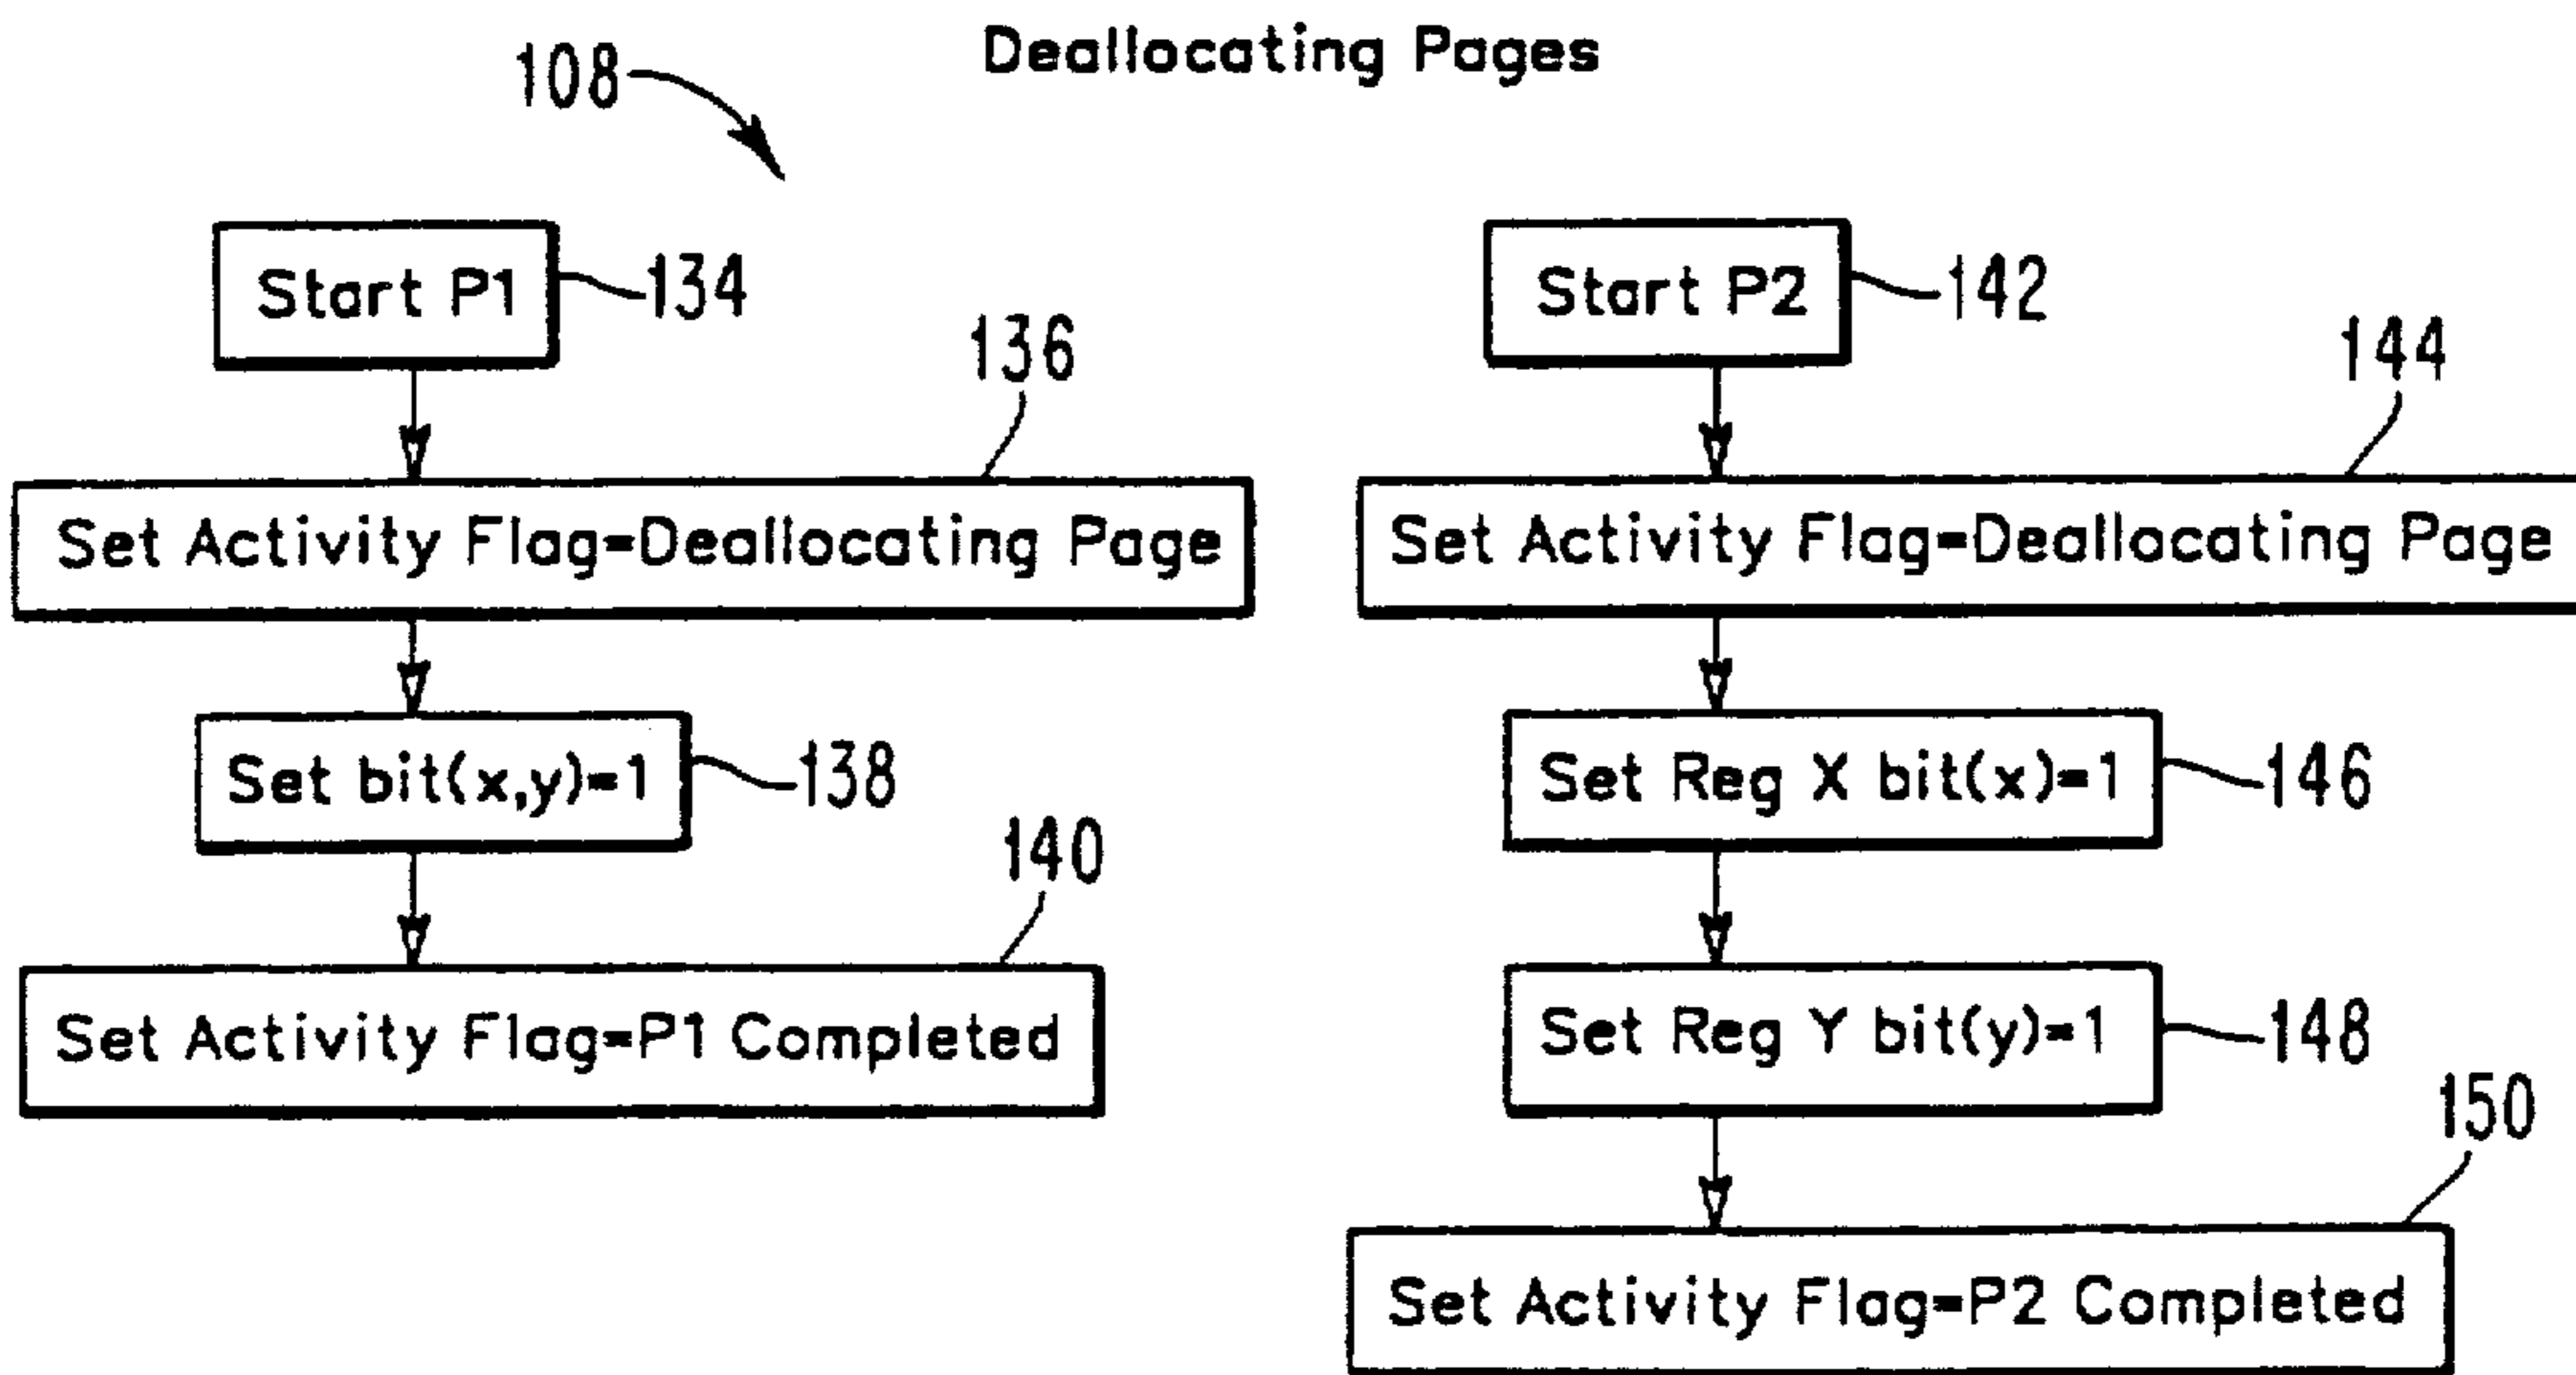 Deallocating Pages
108
Start P1
134
Start P2
142
136
144
Set Activity Flag=Deallocating Page
Set Activity Flag=Deallocating Page
Set bit(x,y)=1
138
Set Reg X bit(x)=1
146
140
Set Activity Flag=P1 Completed
Set Reg Y bit(y)=1
148
150
Set Activity Flag=P2 Completed